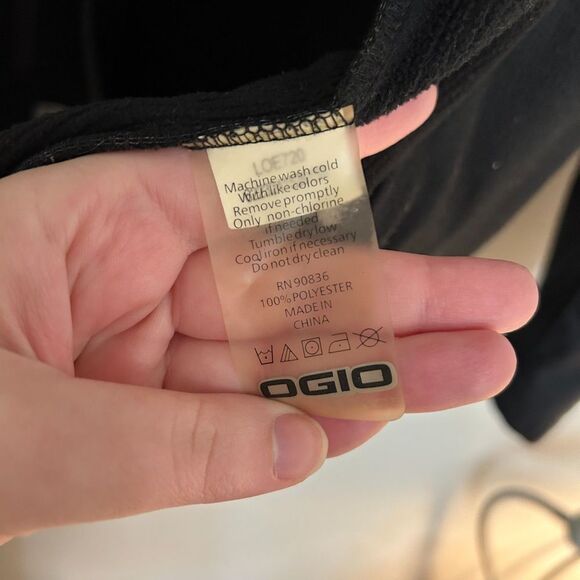 LOE720
Machine wash cold
With like colors
Remove promptly
Only non-chlorine
if needed
Tumble dry low
Cool iron if necessary
Do not dry clean
RN 90836
100% POLYESTER
MADE IN
CHINA
OGIO